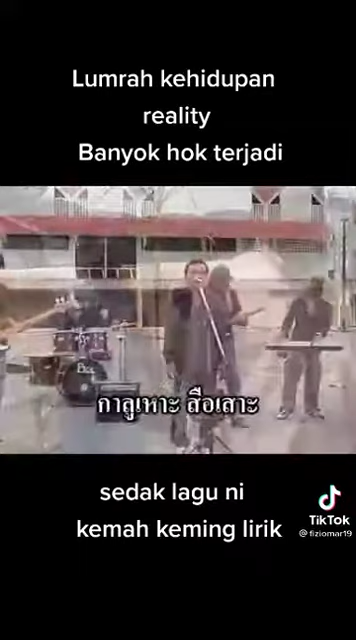 Lumrah kehidupan
reality
Banyok hok terjadi
กาลูเหาะ สือเสาะ
sedak lagu ni
kemah keming lirik
TikTok
@fiziomar19